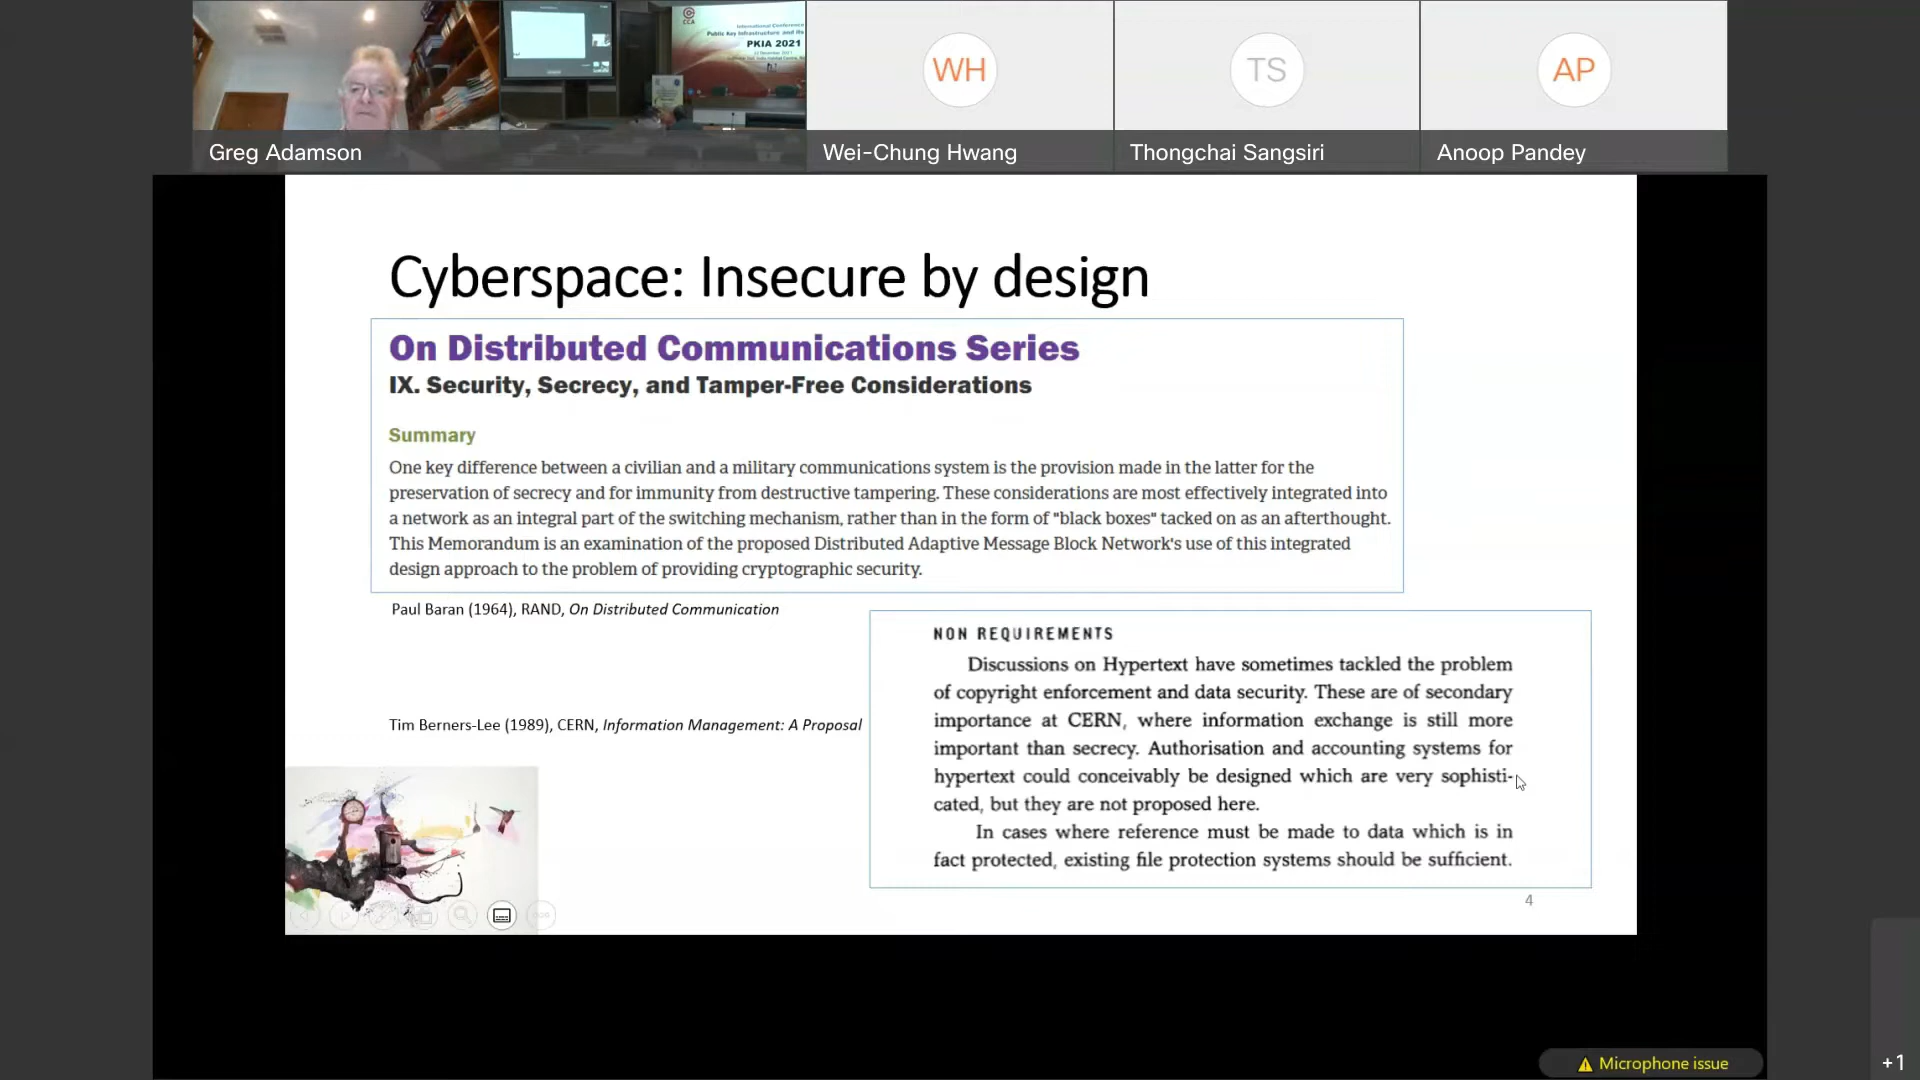 CCA
International Conference
Public Key Infrastructure and its
PKIA 2021
WH
TS
AP
Greg Adamson
Wei-Chung Hwang
Thongchai Sangsiri
Anoop Pandey
Cyberspace: Insecure by design
On Distributed Communications Series
IX. Security, Secrecy, and Tamper-Free Considerations
Summary
One key difference between a civilian and a military communications system is the provision made in the latter for the
preservation of secrecy and for immunity from destructive tampering. These considerations are most effectively integrated into
a network as an integral part of the switching mechanism, rather than in the form of "black boxes" tacked on as an afterthought.
This Memorandum is an examination of the proposed Distributed Adaptive Message Block Network's use of this integrated
design approach to the problem of providing cryptographic security.
Paul Baran (1964), RAND, On Distributed Communication
NON REQUIREMENTS
Discussions on Hypertext have sometimes tackled the problem
of copyright enforcement and data security. These are of secondary
importance at CERN, where information exchange is still more
important than secrecy. Authorisation and accounting systems for
hypertext could conceivably be designed which are very sophisti-
cated, but they are not proposed here.
In cases where reference must be made to data which is in
fact protected, existing file protection systems should be sufficient.
Tim Berners-Lee (1989), CERN, Information Management: A Proposal
4
Microphone issue
+1